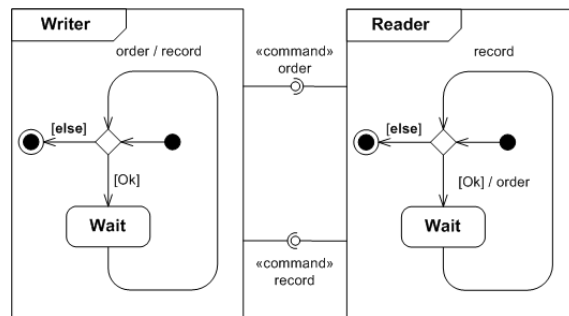 Writer
order / record
[else]
[Ok]
Wait
«command»
order
«command»
record
Reader
record
[else]
[Ok] / order
Wait